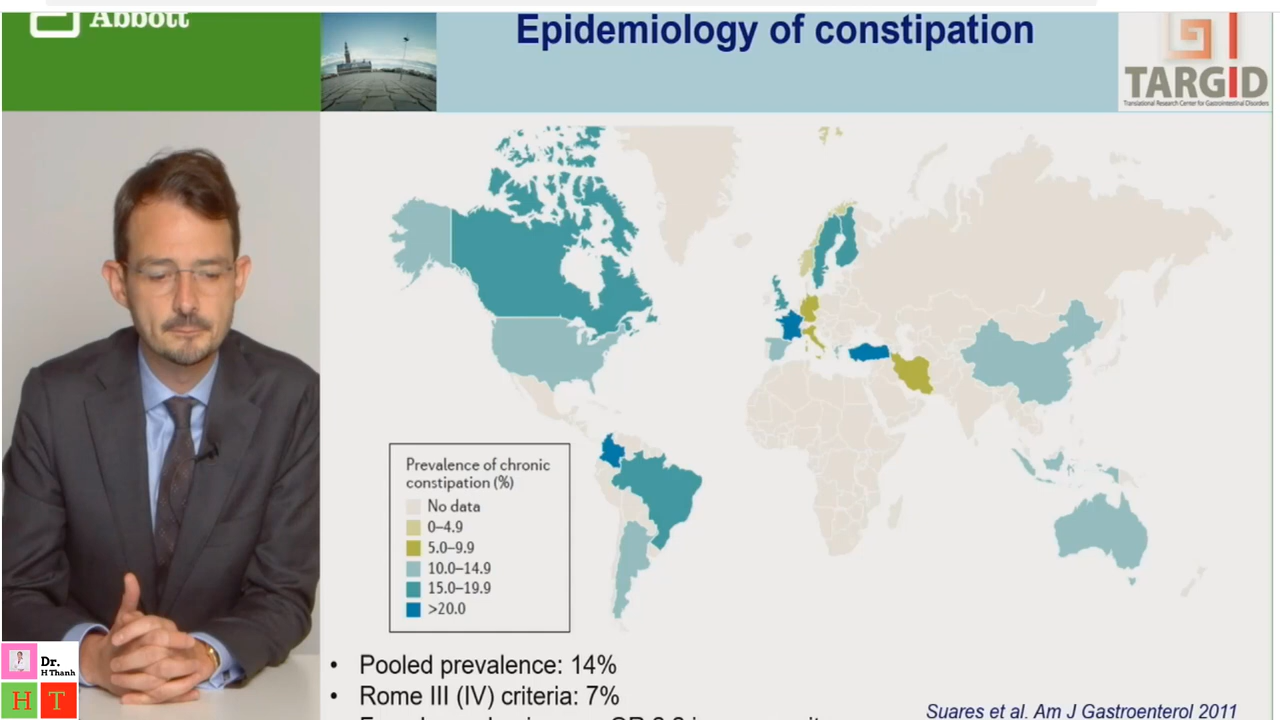 Abbott
Epidemiology of constipation
TARGID
Translational Research Center for Gastrointestinal Disorders
Prevalence of chronic
constipation (%)
No data
0–4.9
5.0–9.9
10.0–14.9
15.0–19.9
>20.0
• Pooled prevalence: 14%
• Rome III (IV) criteria: 7%
Suares et al. Am J Gastroenterol 2011
Dr.
H Thanh
H T